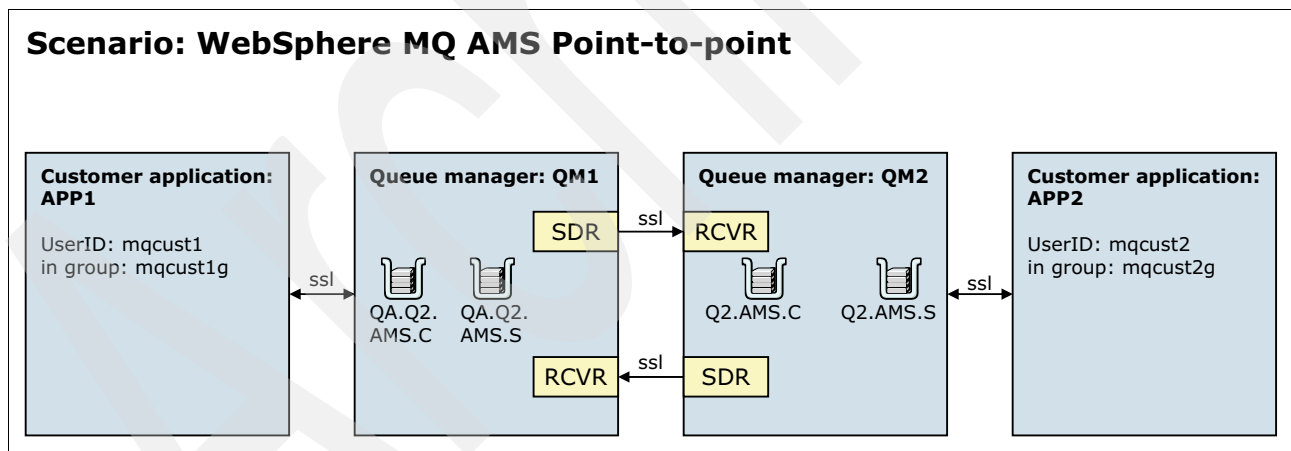 Scenario: WebSphere MQ AMS Point-to-point
Customer application:
APP1
UserID: mqcust1
in group: mqcust1g
ssl
Queue manager: QM1
SDR
QA.Q2.
AMS.C
QA.Q2.
AMS.S
RCVR
ssl
ssl
Queue manager: QM2
RCVR
Q2.AMS.C
Q2.AMS.S
SDR
ssl
Customer application:
APP2
UserID: mqcust2
in group: mqcust2g